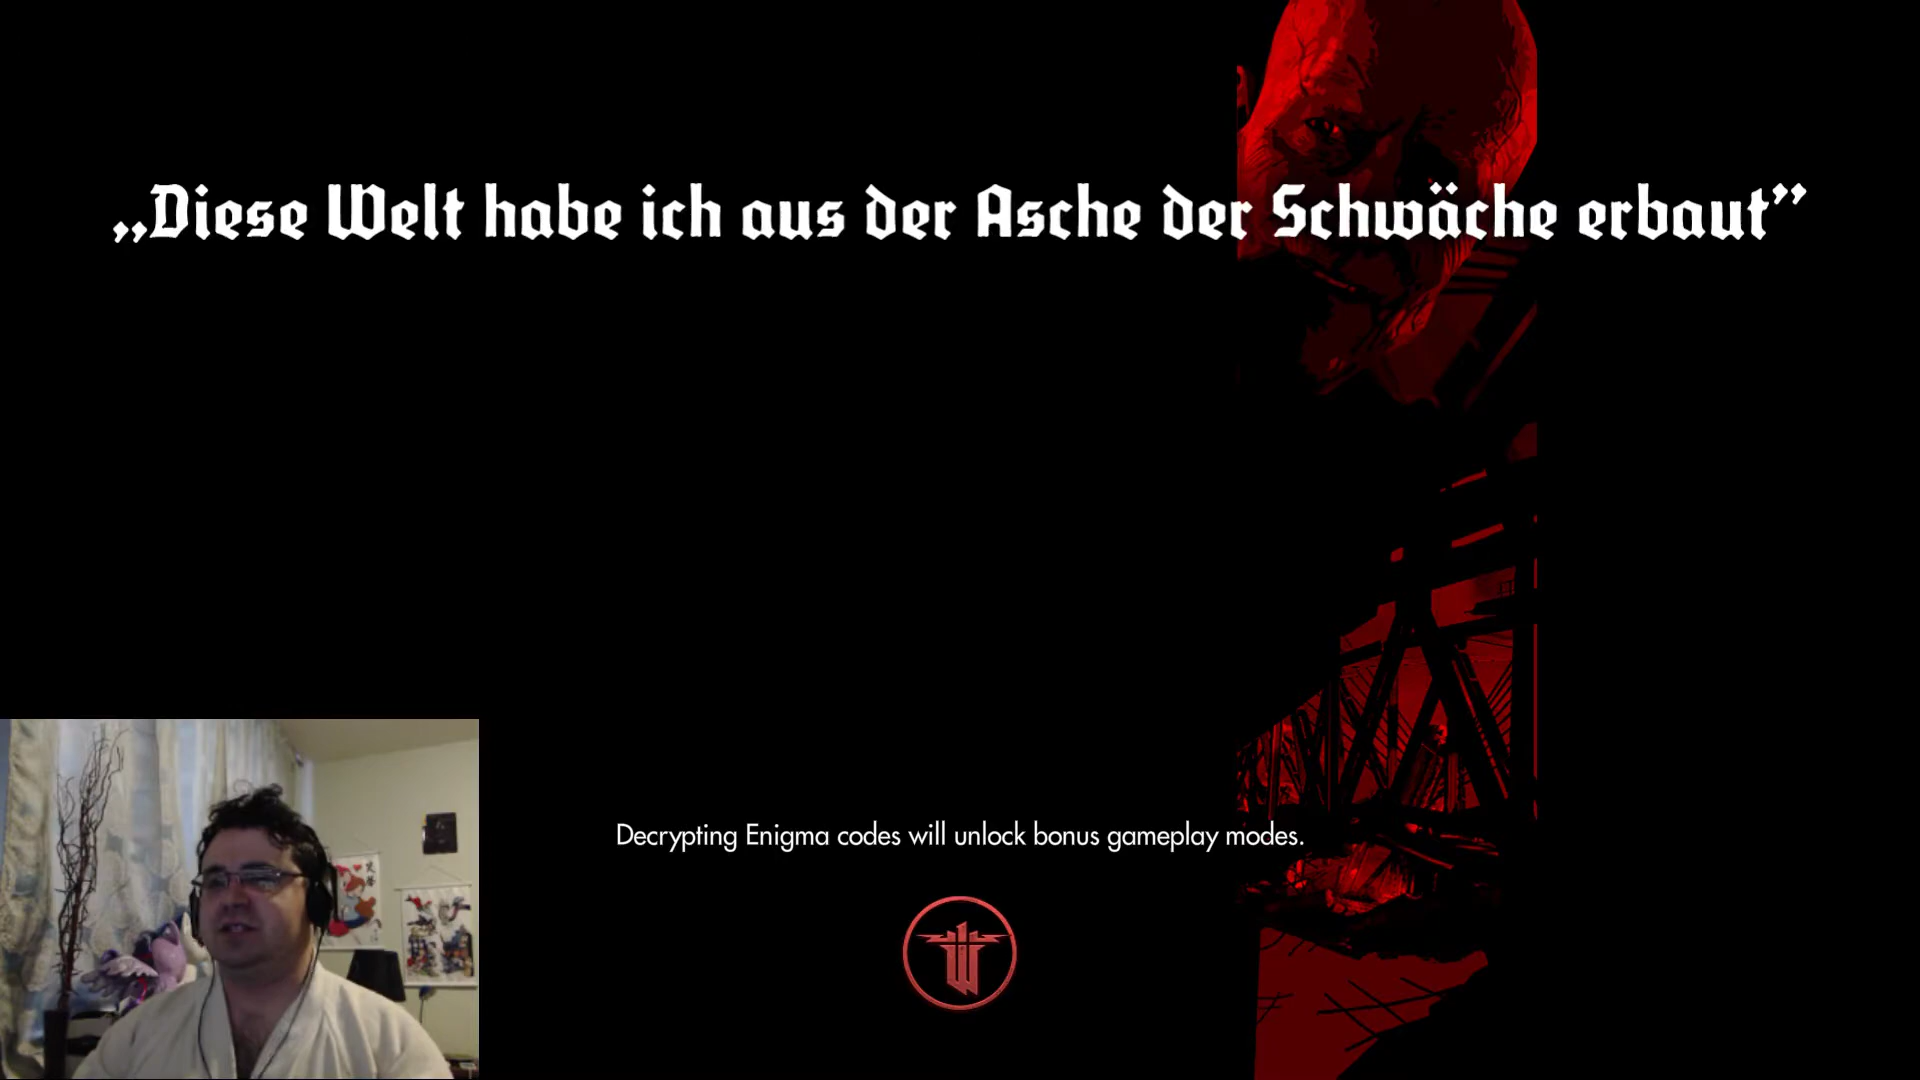 „Diese Welt habe ich aus der Asche der Schwäche erbaut”
Decrypting Enigma codes will unlock bonus gameplay modes.